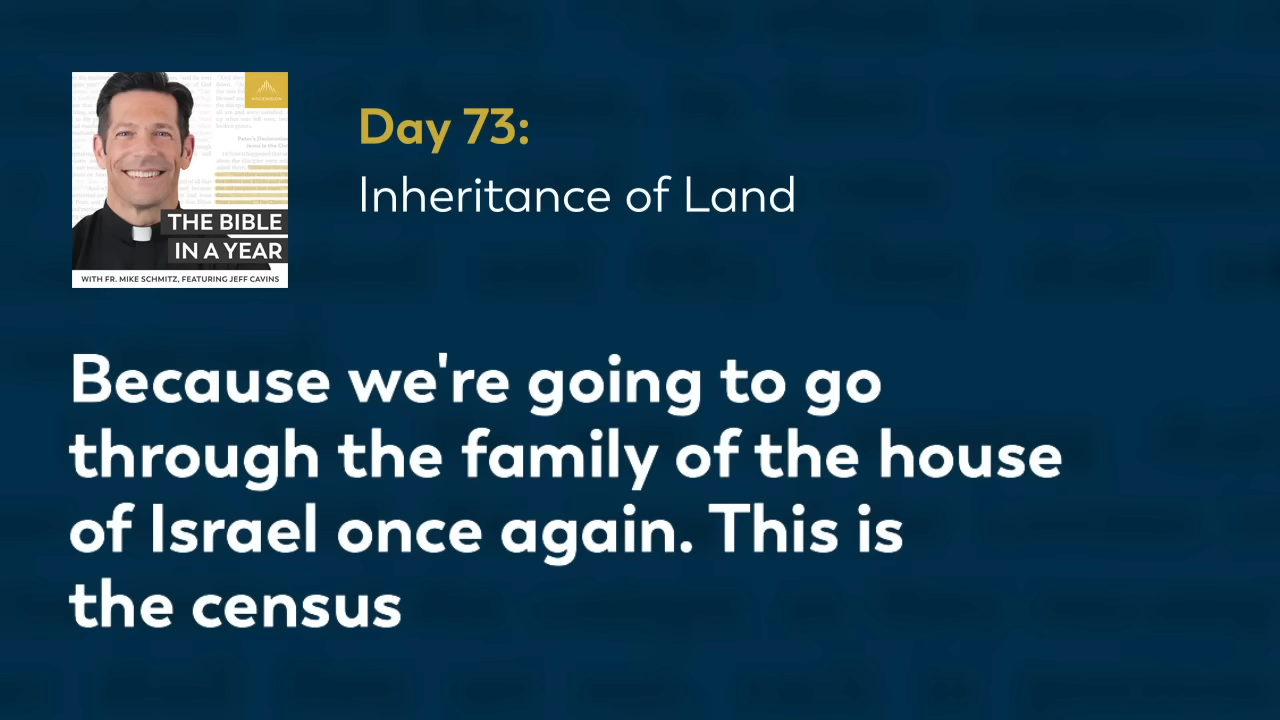 ASCENSION
THE BIBLE
IN A YEAR
WITH FR. MIKE SCHMITZ, FEATURING JEFF CAVINS
Day 73:
Inheritance of Land
Because we're going to go
through the family of the house
of Israel once again. This is
the census